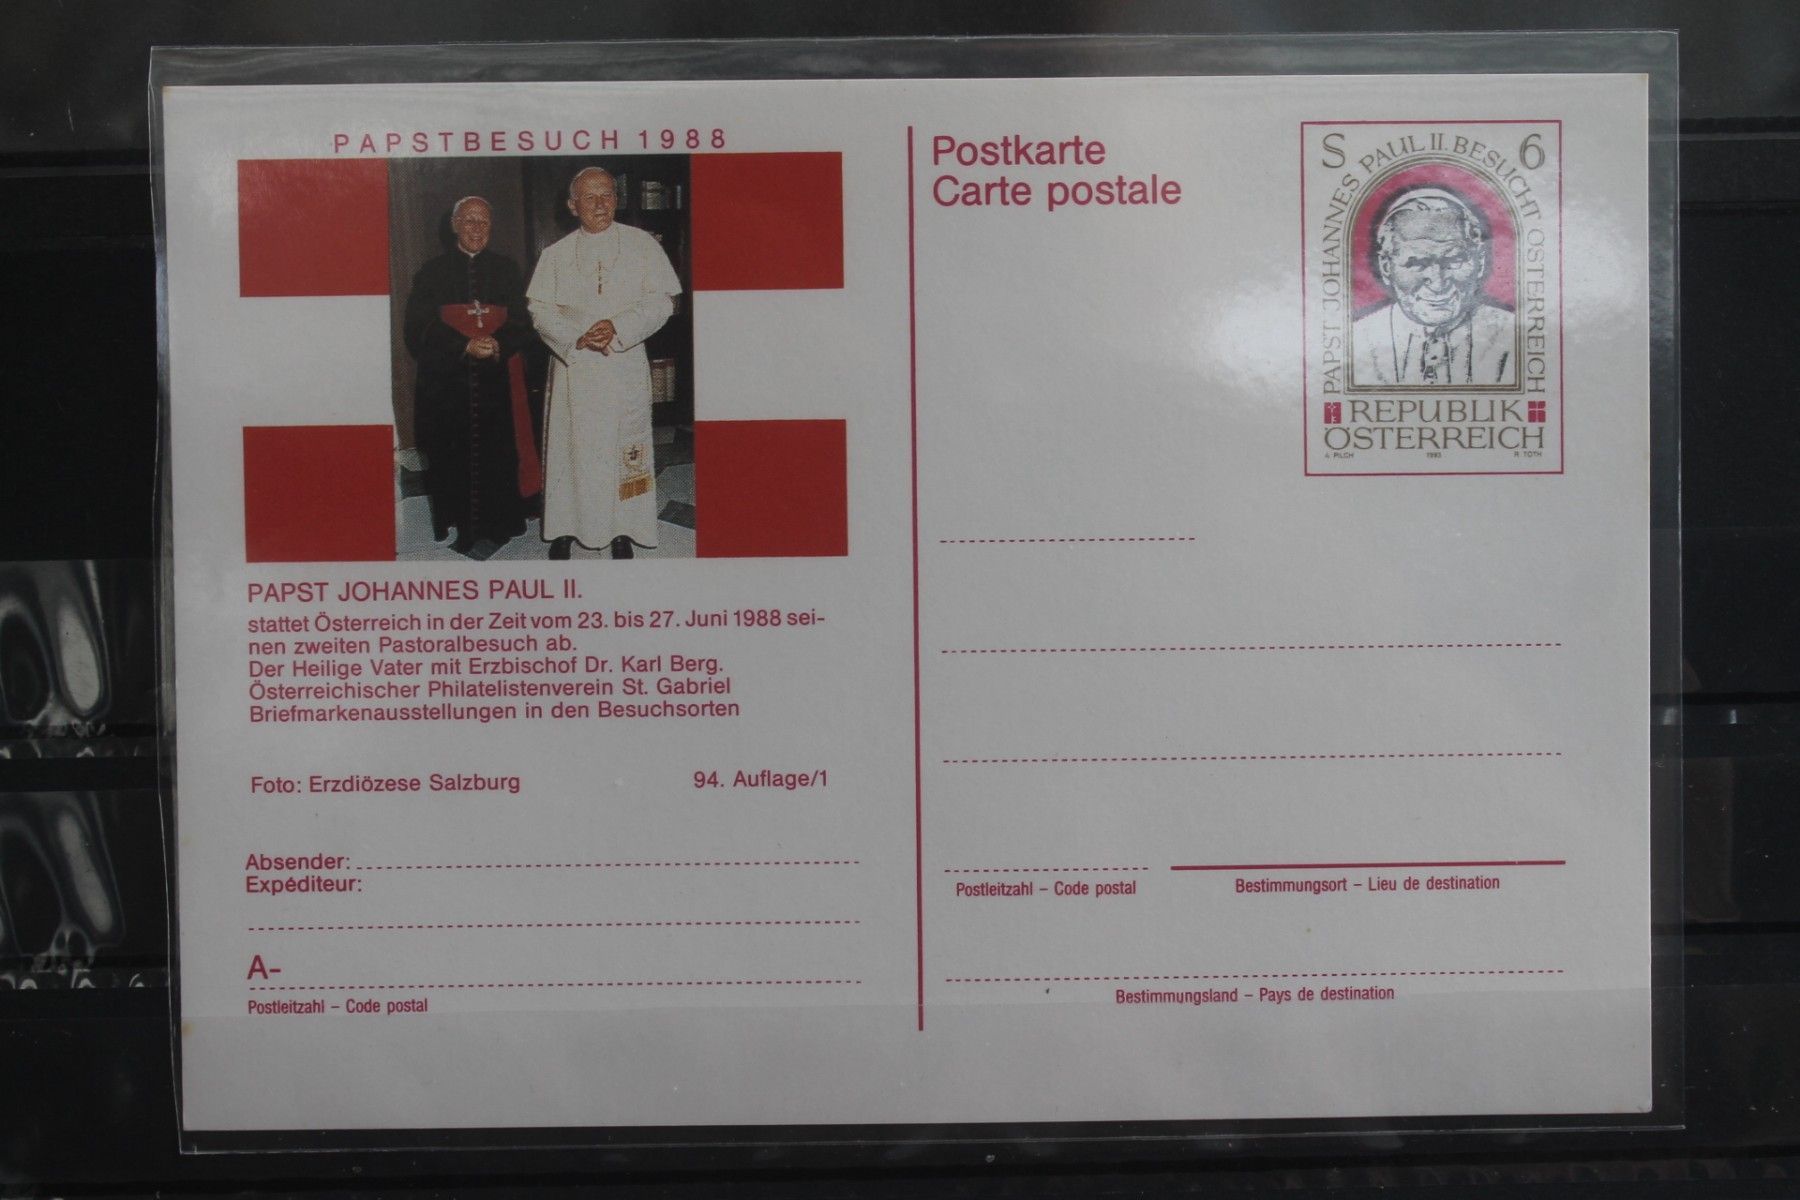 PAPSTBESUCH 1988
PAPST JOHANNES PAUL II.
stattet Österreich in der Zeit vom 23. bis 27. Juni 1988 sei-
nen zweiten Pastoralbesuch ab.
Der Heilige Vater mit Erzbischof Dr. Karl Berg.
Österreichischer Philatelistenverein St. Gabriel
Briefmarkenausstellungen in den Besuchsorten
Foto: Erzdiözese Salzburg 94. Auflage/1
Absender:
Expéditeur:
A-
Postleitzahl – Code postal
Postkarte
Carte postale
S 6
PAPST JOHANNES PAUL II. BESUCHT ÖSTERREICH
REPUBLIK
ÖSTERREICH
A. PILCH 1983 R. TOTH
Postleitzahl – Code postal
Bestimmungsort – Lieu de destination
Bestimmungsland – Pays de destination